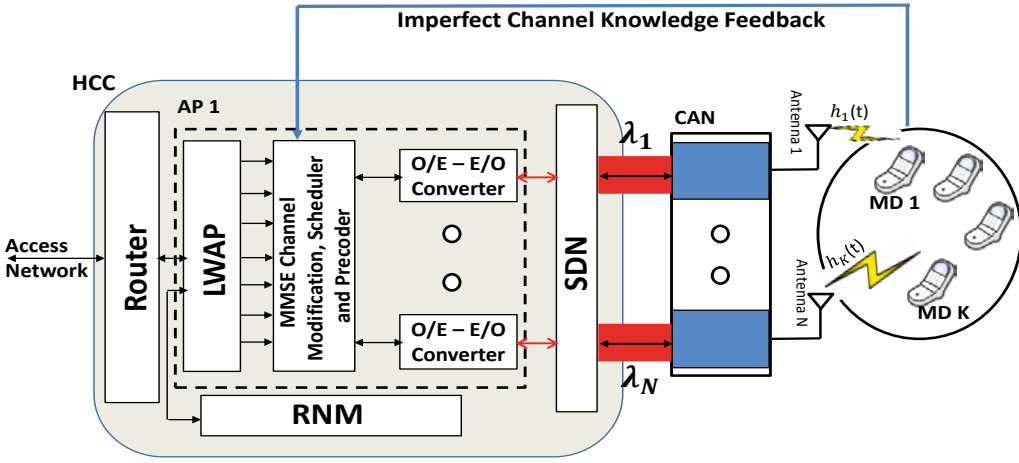 Imperfect Channel Knowledge Feedback
HCC
AP 1
Access
Network
Router
LWAP
MMSE Channel
Modification, Scheduler
and Precoder
O/E – E/O
Converter
O/E – E/O
Converter
RNM
SDN
λ1
λN
CAN
Antenna 1
h1(t)
Antenna N
hK(t)
MD 1
MD K